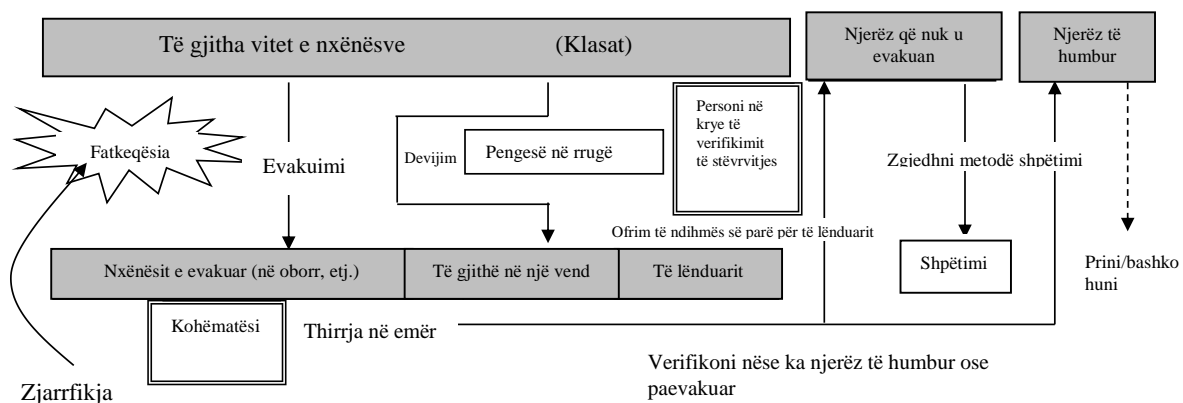 Të gjitha vitet e nxënësve (Klasat)
Njerëz që nuk u
evakuan
Njerëz të
humbur
Fatkeqësia
Evakuimi
Devijim
Pengesë në rrugë
Personi në
krye të
verifikimit
të stëvrvitjes
Zgjedhni metodë shpëtimi
Ofrim të ndihmës së parë për të lënduarit
Nxënësit e evakuar (në oborr, etj.)
Të gjithë në një vend
Të lënduarit
Shpëtimi
Prini/bashko
huni
Kohëmatësi
Thirrja në emër
Verifikoni nëse ka njerëz të humbur ose
paevakuar
Zjarrfikja